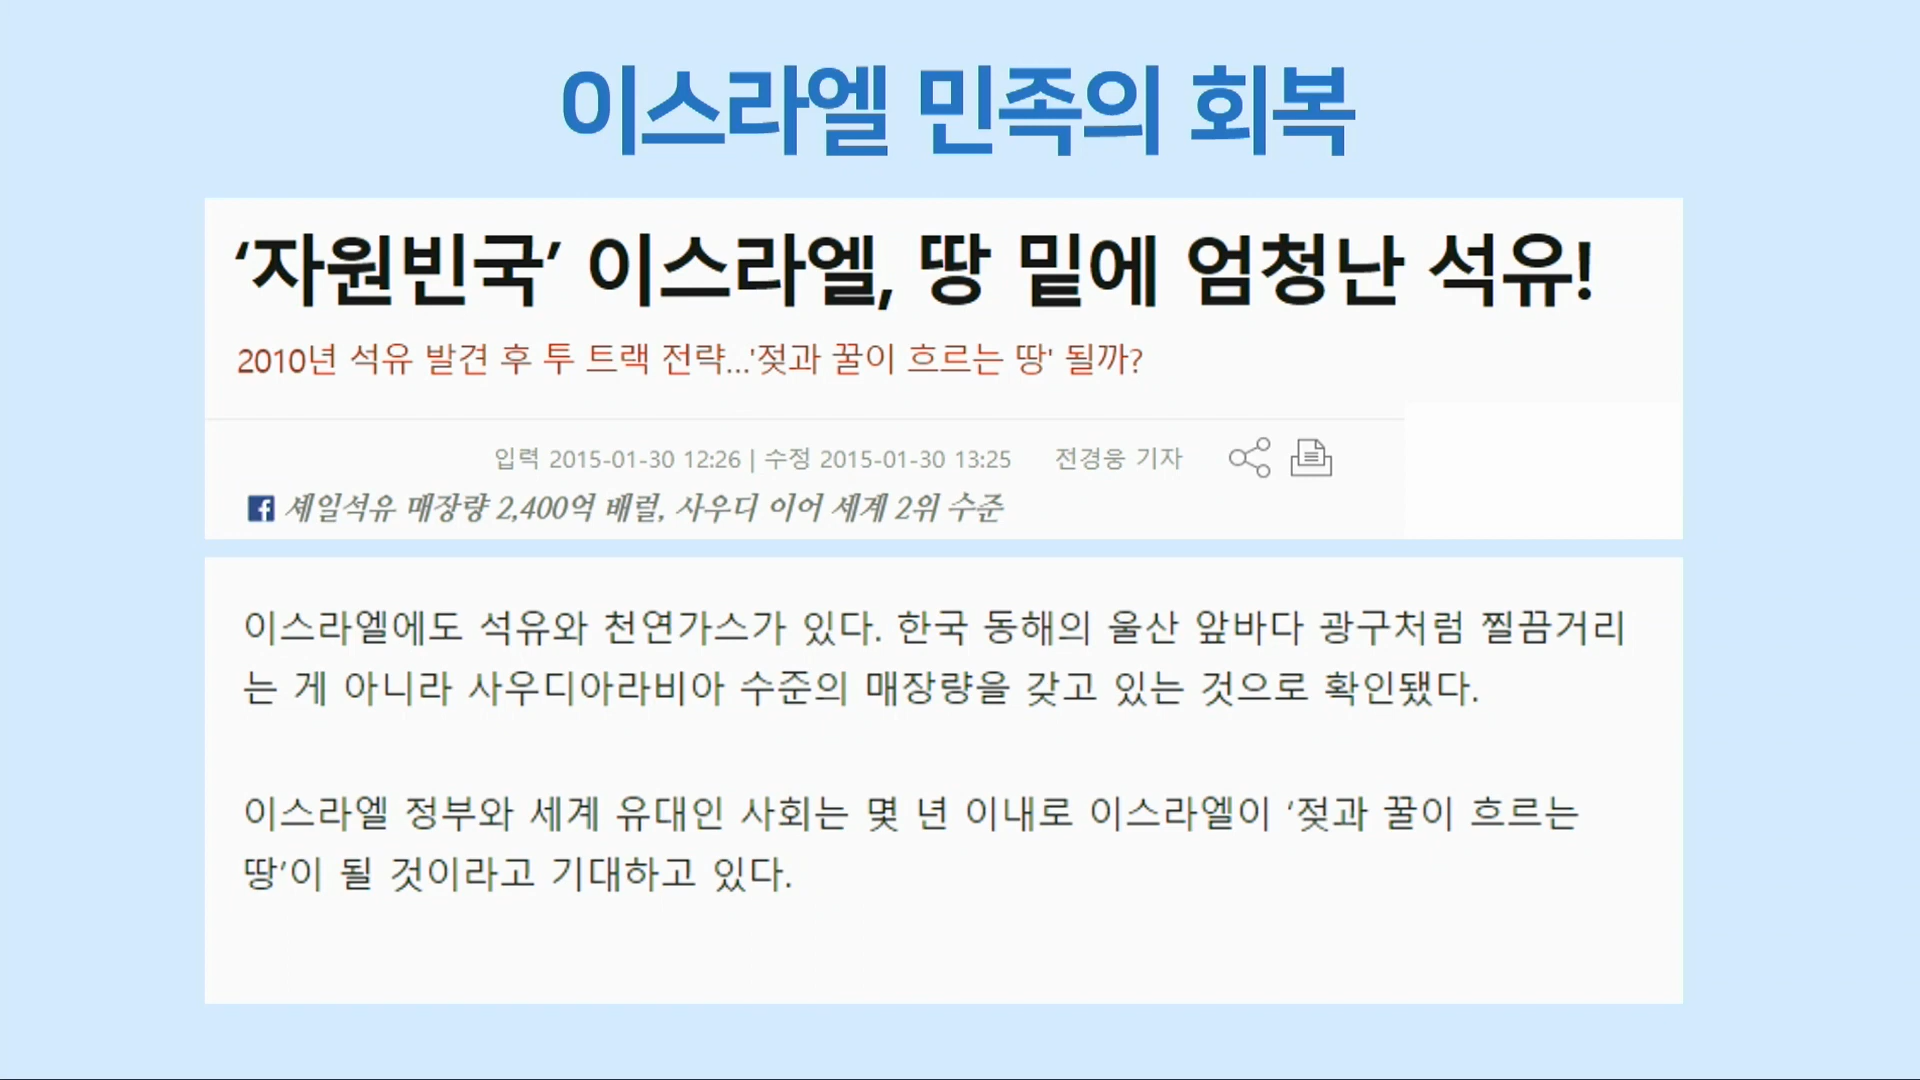 이스라엘 민족의 회복
‘자원빈국’ 이스라엘, 땅 밑에 엄청난 석유!
2010년 석유 발견 후 투 트랙 전략...'젖과 꿀이 흐르는 땅' 될까?
입력 2015-01-30 12:26 | 수정 2015-01-30 13:25 전경웅 기자
셰일석유 매장량 2,400억 배럴, 사우디 이어 세계 2위 수준
이스라엘에도 석유와 천연가스가 있다. 한국 동해의 울산 앞바다 광구처럼 찔끔거리
는 게 아니라 사우디아라비아 수준의 매장량을 갖고 있는 것으로 확인됐다.
이스라엘 정부와 세계 유대인 사회는 몇 년 이내로 이스라엘이 ‘젖과 꿀이 흐르는
땅’이 될 것이라고 기대하고 있다.